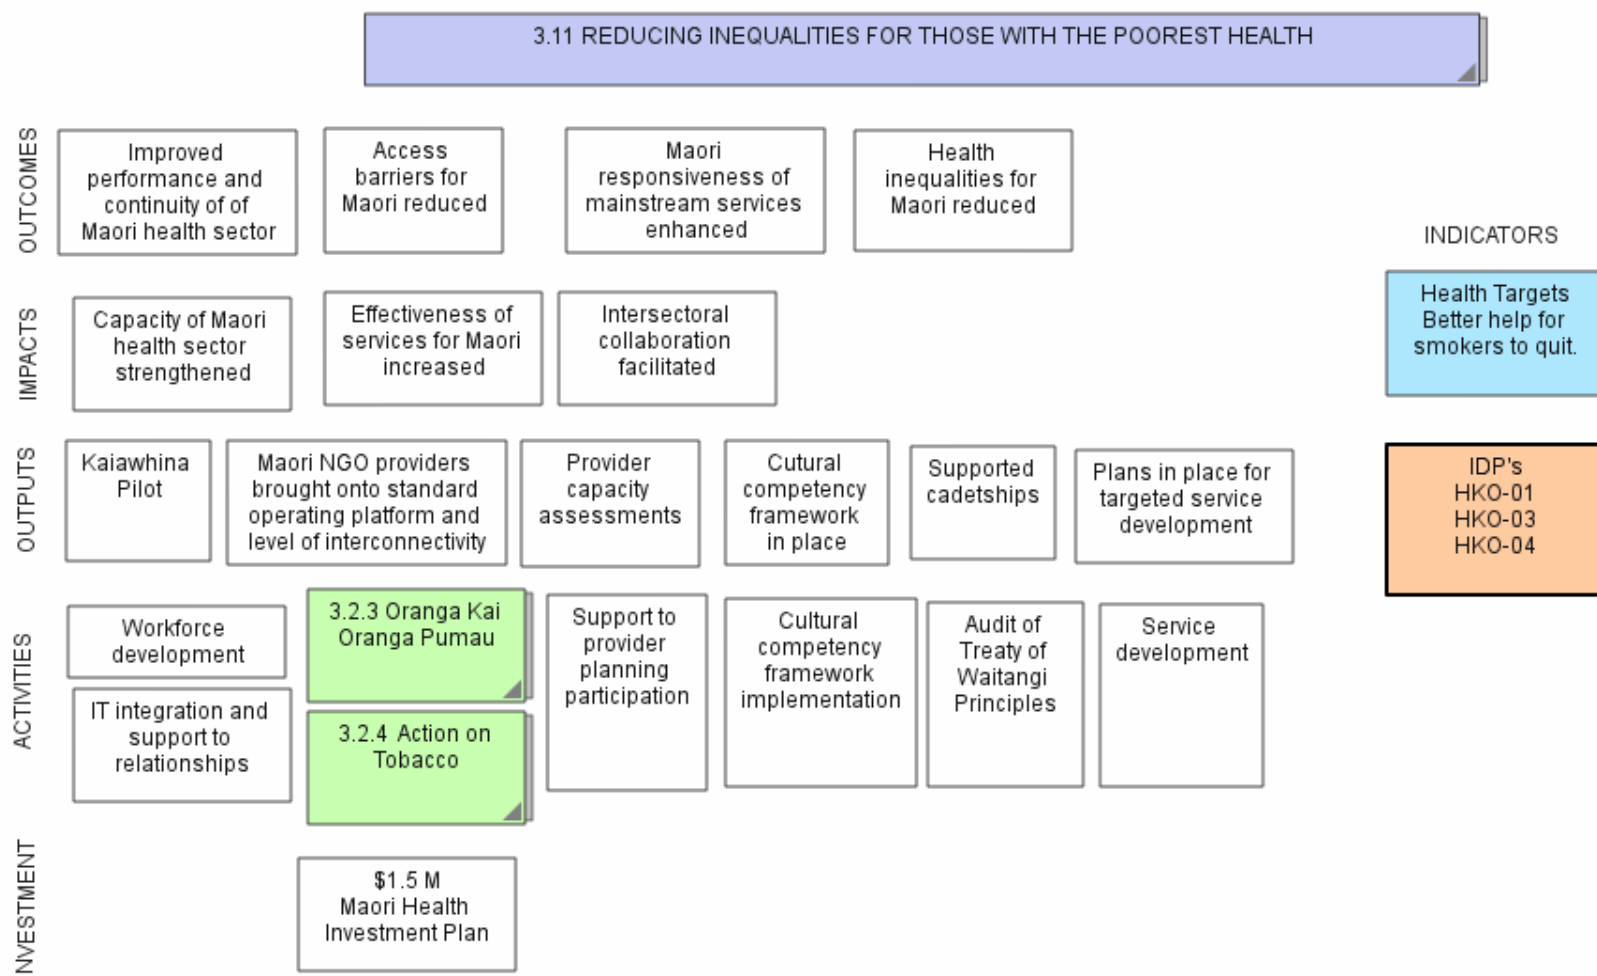 3.11 REDUCING INEQUALITIES FOR THOSE WITH THE POOREST HEALTH
OUTCOMES
Improved
performance and
continuity of of
Maori health sector
Access
barriers for
Maori reduced
Maori
responsiveness of
mainstream services
enhanced
Health
inequalities for
Maori reduced
INDICATORS
Health Targets
Better help for
smokers to quit.
IMPACTS
Capacity of Maori
health sector
strengthened
Effectiveness of
services for Maori
increased
Intersectoral
collaboration
facilitated
OUTPUTS
Kaiawhina
Pilot
Maori NGO providers
brought onto standard
operating platform and
level of interconnectivity
Provider
capacity
assessments
Cutural
competency
framework
in place
Supported
cadetships
Plans in place for
targeted service
development
IDP's
HKO-01
HKO-03
HKO-04
ACTIVITIES
Workforce
development
IT integration and
support to
relationships
3.2.3 Oranga Kai
Oranga Pumau
3.2.4 Action on
Tobacco
Support to
provider
planning
participation
Cultural
competency
framework
implementation
Audit of
Treaty of
Waitangi
Principles
Service
development
NVESTMENT
$1.5 M
Maori Health
Investment Plan